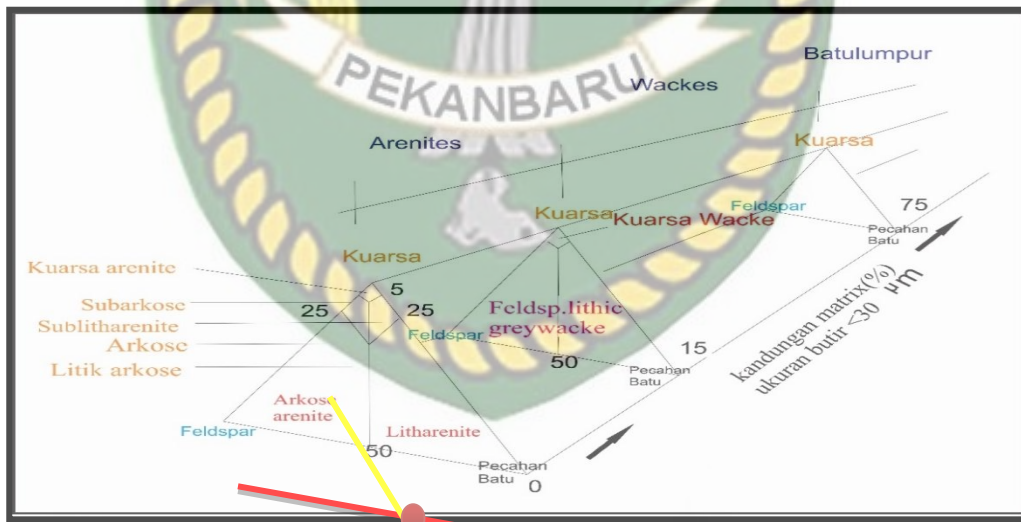 PEKANBARU
Batulumpur
Wackes
Arenites
Kuarsa
Kuarsa
Kuarsa Wacke
Kuarsa
Feldspar
75
Pecahan
Batu
Kuarsa arenite
Subarkose
Sublitharenite
Arkose
Litik arkose
5
25
25
Feldspar
Feldsp.lithic
greywacke
50
15
Pecahan
Batu
kandungan matrix(%)
ukuran butir <30 µm
Arkose
arenite
Feldspar
50
Litharenite
Pecahan
Batu
0